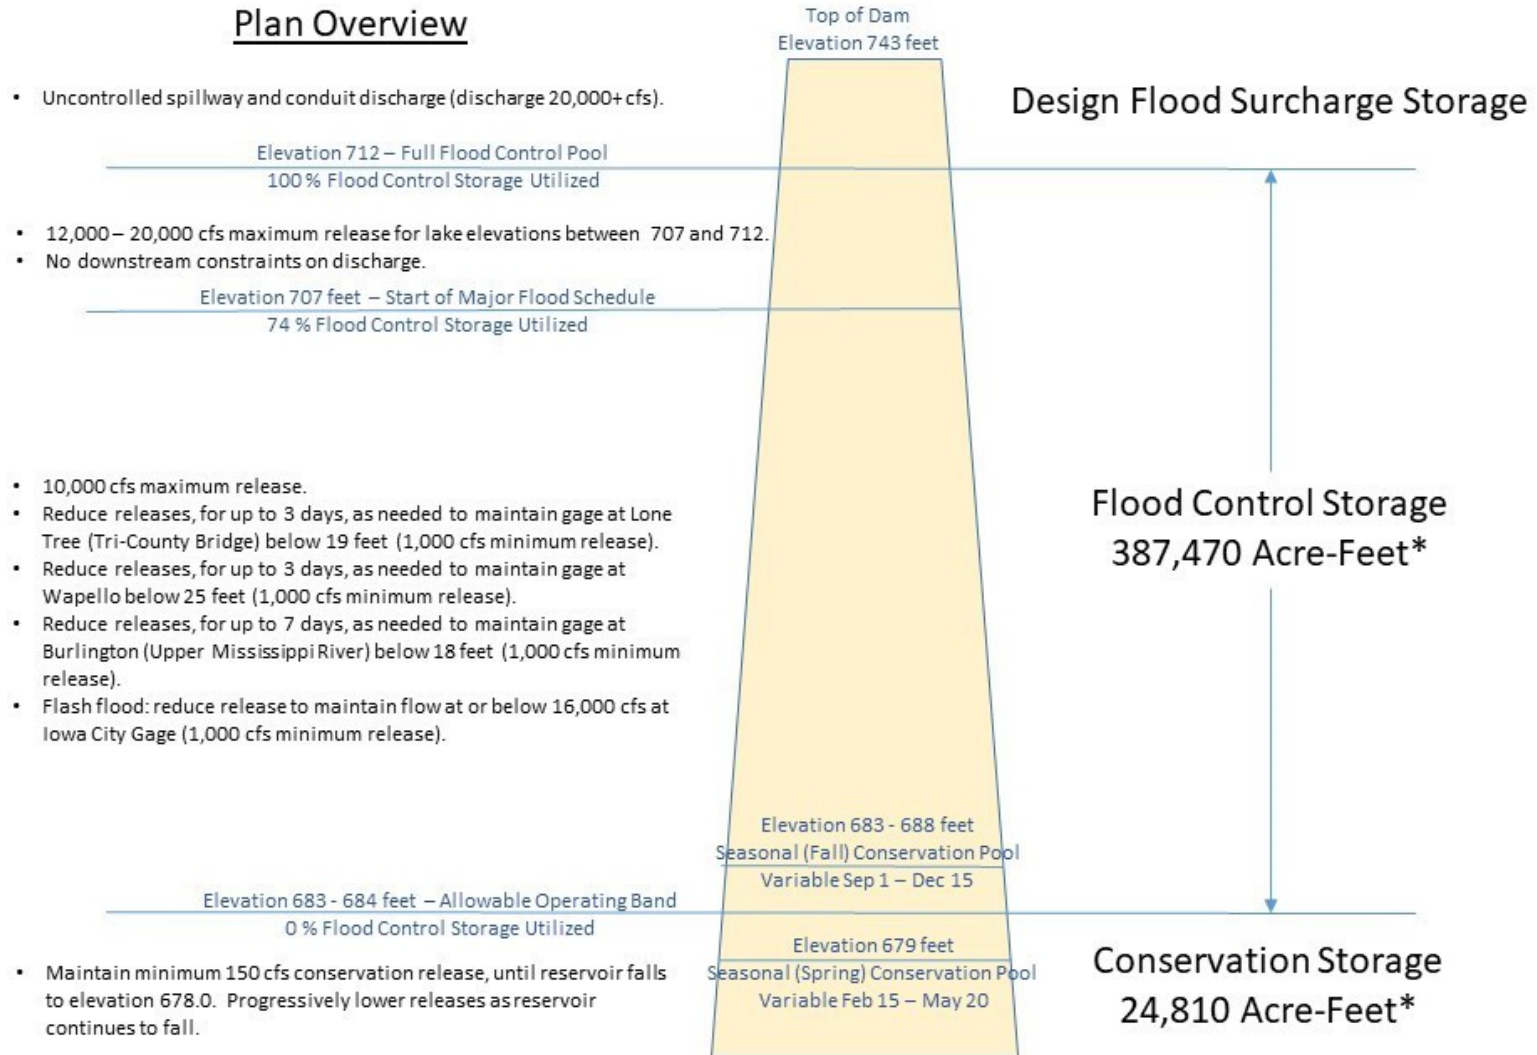 Plan Overview
Top of Dam
Elevation 743 feet
• Uncontrolled spillway and conduit discharge (discharge 20,000+ cfs).
Design Flood Surcharge Storage
Elevation 712 – Full Flood Control Pool
100 % Flood Control Storage Utilized
• 12,000 – 20,000 cfs maximum release for lake elevations between 707 and 712.
• No downstream constraints on discharge.
Elevation 707 feet – Start of Major Flood Schedule
74 % Flood Control Storage Utilized
• 10,000 cfs maximum release.
• Reduce releases, for up to 3 days, as needed to maintain gage at Lone
Tree (Tri-County Bridge) below 19 feet (1,000 cfs minimum release).
• Reduce releases, for up to 3 days, as needed to maintain gage at
Wapello below 25 feet (1,000 cfs minimum release).
• Reduce releases, for up to 7 days, as needed to maintain gage at
Burlington (Upper Mississippi River) below 18 feet (1,000 cfs minimum
release).
• Flash flood: reduce release to maintain flow at or below 16,000 cfs at
Iowa City Gage (1,000 cfs minimum release).
Flood Control Storage
387,470 Acre-Feet*
Elevation 683 - 688 feet
Seasonal (Fall) Conservation Pool
Variable Sep 1 – Dec 15
Elevation 683 - 684 feet – Allowable Operating Band
0 % Flood Control Storage Utilized
Elevation 679 feet
Seasonal (Spring) Conservation Pool
Variable Feb 15 – May 20
• Maintain minimum 150 cfs conservation release, until reservoir falls
to elevation 678.0. Progressively lower releases as reservoir
continues to fall.
Conservation Storage
24,810 Acre-Feet*